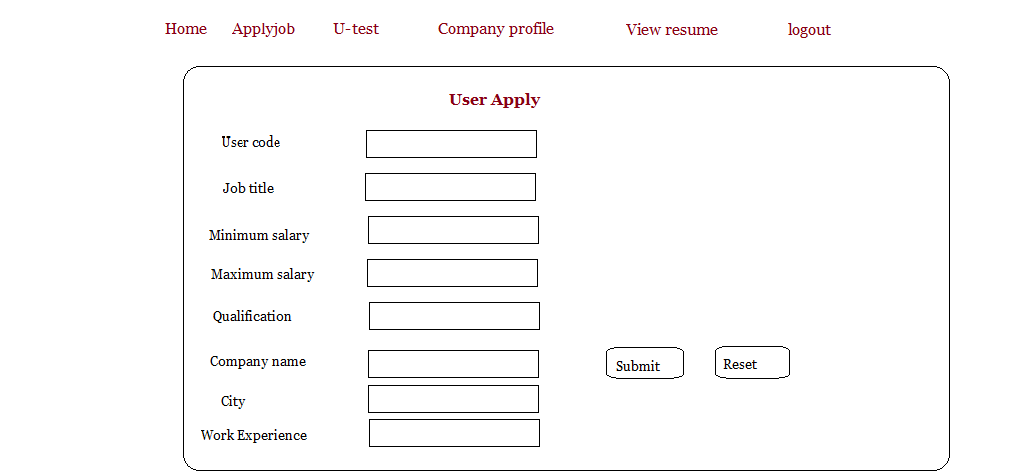 Home Applyjob U-test Company profile View resume logout
User Apply
User code
Job title
Minimum salary
Maximum salary
Qualification
Company name Submit Reset
City
Work Experience